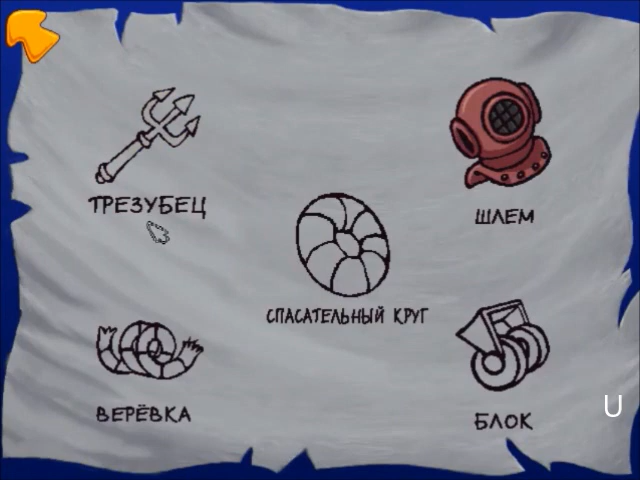 ТРЕЗУБЕЦ
ШЛЕМ
СПАСАТЕЛЬНЫЙ КРУГ
ВЕРЁВКА
БЛОК
U